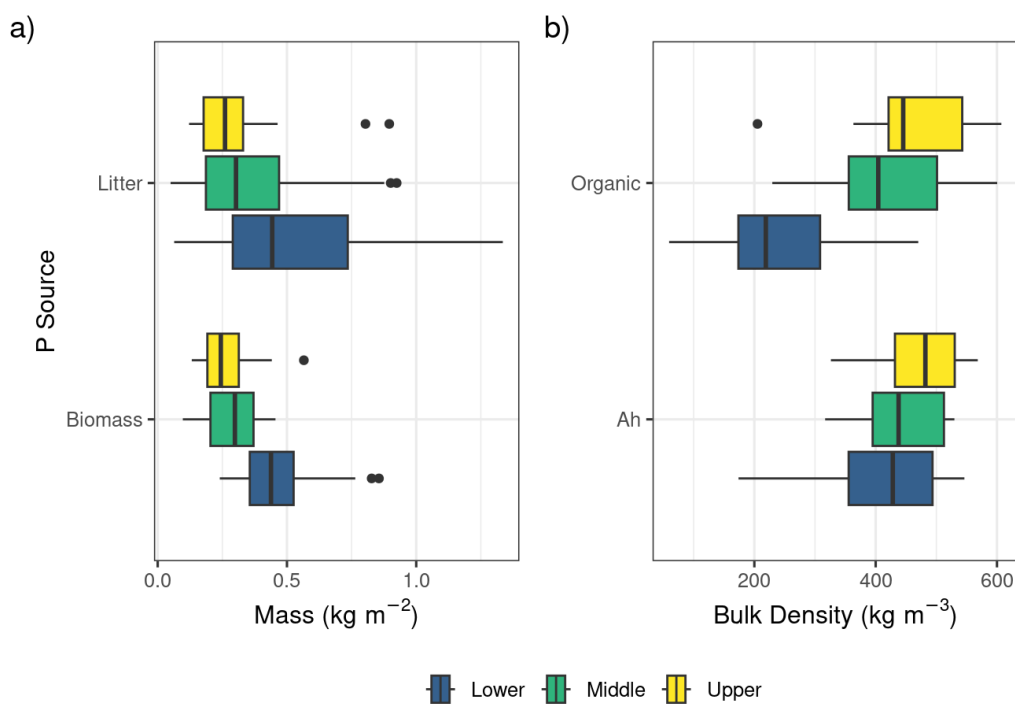 a)
b)
P Source
Litter
Biomass
Organic
Ah
0.0 0.5 1.0
200 400 600
Mass (kg m⁻²)
Bulk Density (kg m⁻³)
Lower Middle Upper